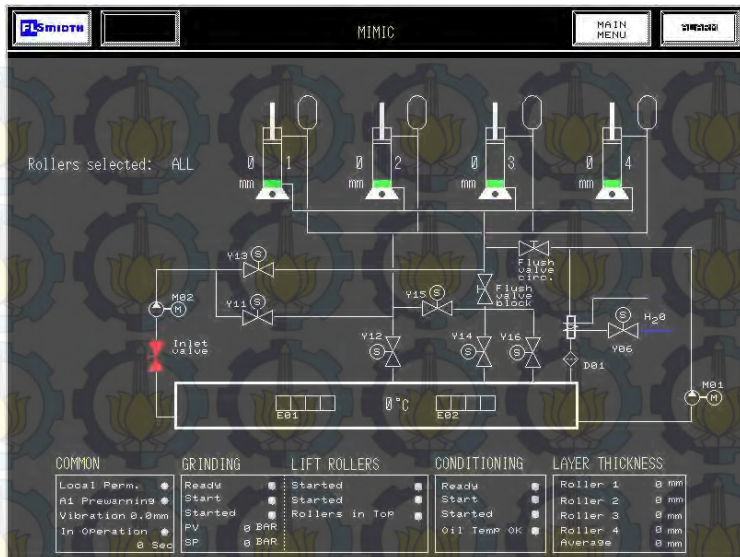 FLSMIDTH
MIMIC
MAIN
MENU
ALARM
Rollers selected: ALL
0 1
mm
0 2
mm
0 3
mm
0 4
mm
Y13 S
Flush
valve
circ.
M02
M
Y11 S
Y15 S
Flush
valve
block
S H2O
Y06
Inlet
valve
Y12
S
Y14
S
Y16
S
D01
M01
M
E01
0°C
E02
COMMON
Local Perm.
A1 Prewarning
Vibration 0.0mm
In Operation
0 Sec
GRINDING
Ready
Start
Started
PV 0 BAR
SP 0 BAR
LIFT ROLLERS
Started
Started
Rollers in Top
CONDITIONING
Ready
Start
Started
Oil Temp OK
LAYER THICKNESS
Roller 1 0 mm
Roller 2 0 mm
Roller 3 0 mm
Roller 4 0 mm
Average 0 mm